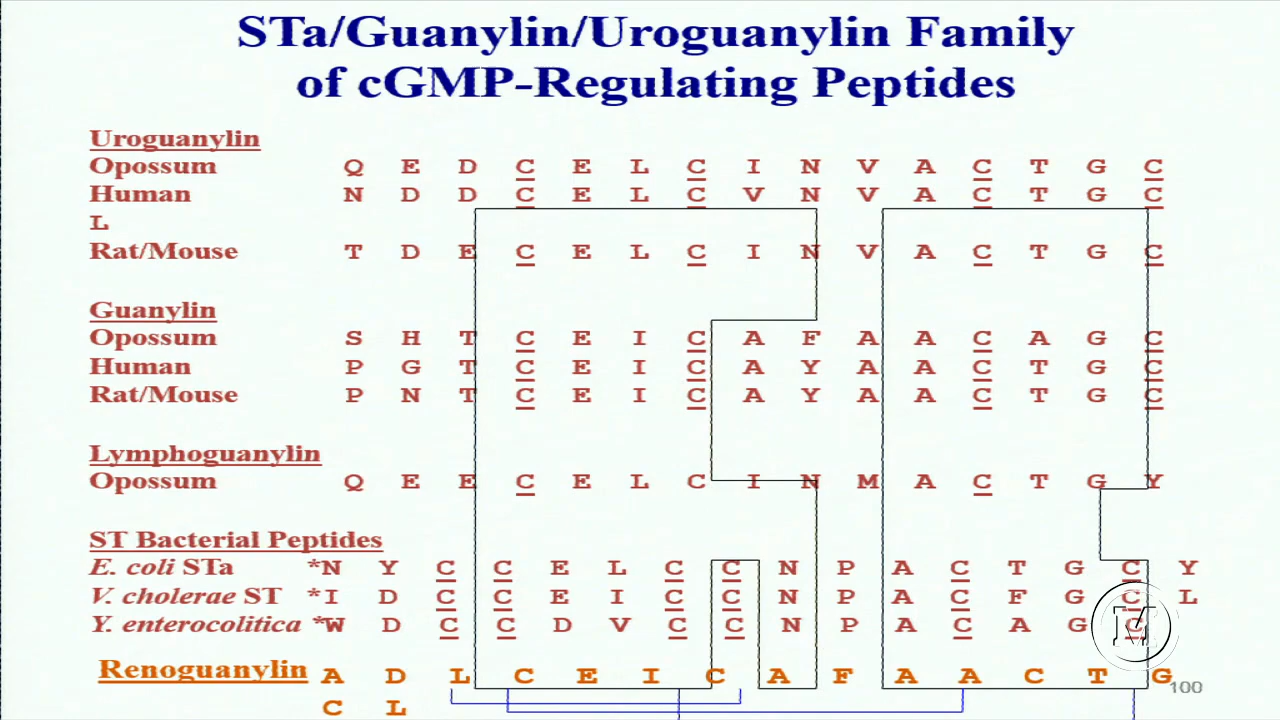 STa/Guanylin/Uroguanylin Family
of cGMP-Regulating Peptides
Uroguanylin
Opossum Q E D C E L C I N V A C T G C
Human N D D C E L C V N V A C T G C
L
Rat/Mouse T D E C E L C I N V A C T G C
Guanylin
Opossum S H T C E I C A F A A C A G C
Human P G T C E I C A Y A A C T G C
Rat/Mouse P N T C E I C A Y A A C T G C
Lymphoguanylin
Opossum Q E E C E L C I N M A C T G Y
ST Bacterial Peptides
E. coli STa *N Y C C E L C C N P A C T G C Y
V. cholerae ST *I D C C E I C C N P A C F G C L
Y. enterocolitica *W D C C D V C C N P A C A G C
Renoguanylin A D L C E I C A F A A C T G
C L
100
M